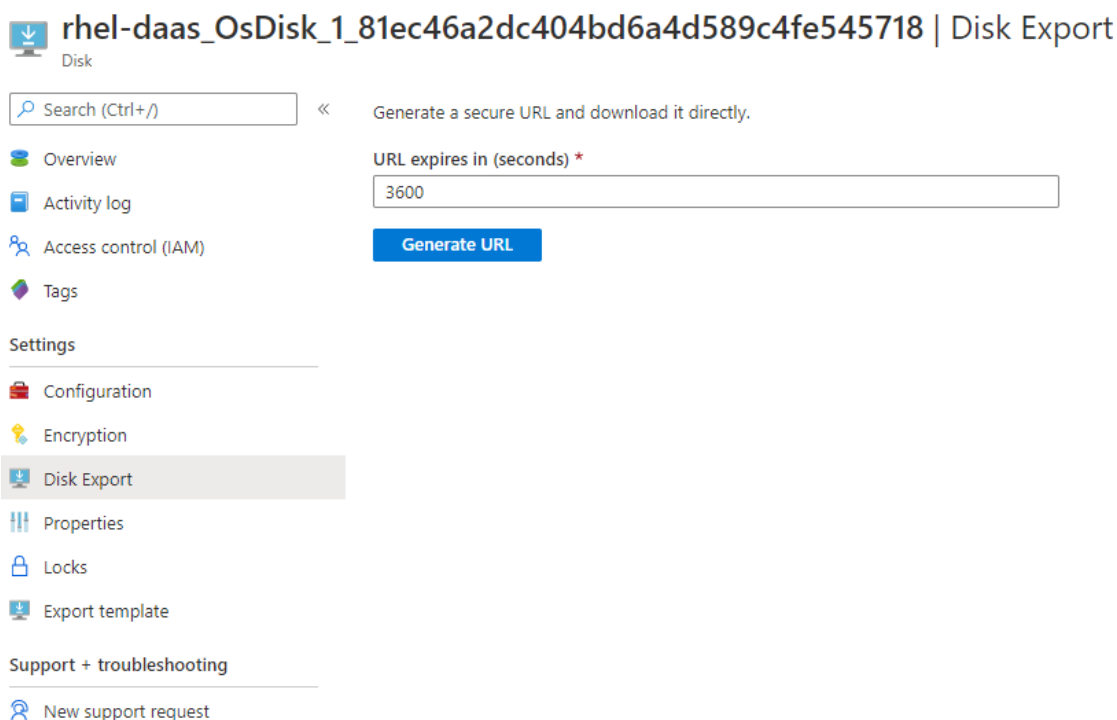 rhel-daas_OsDisk_1_81ec46a2dc404bd6a4d589c4fe545718 | Disk Export
Disk
Search (Ctrl+/)
«
Overview
Activity log
Access control (IAM)
Tags
Settings
Configuration
Encryption
Disk Export
Properties
Locks
Export template
Support + troubleshooting
New support request
Generate a secure URL and download it directly.
URL expires in (seconds) *
3600
Generate URL